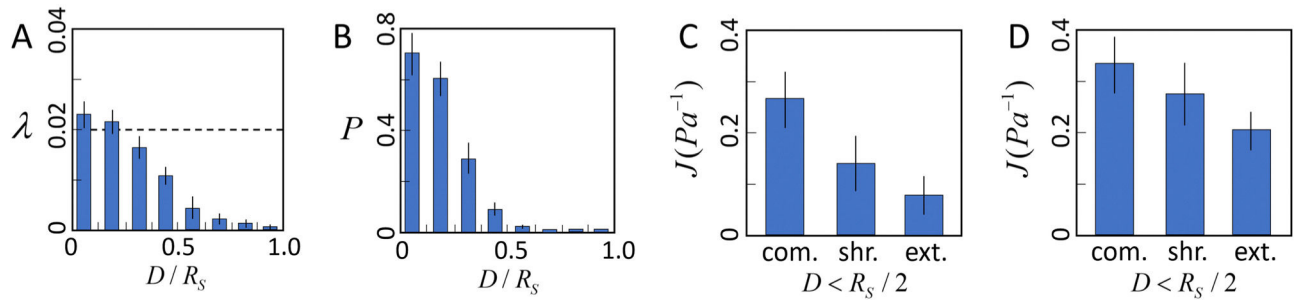 A
0.04
0.02
0
λ
0
0.5
1.0
D / R_S
B
0.8
0.4
0
P
0
0.5
1.0
D / R_S
C
0.4
0.2
0
J(Pa⁻¹)
com. shr. ext.
D < R_S / 2
D
0.4
0.2
0
J(Pa⁻¹)
com. shr. ext.
D < R_S / 2